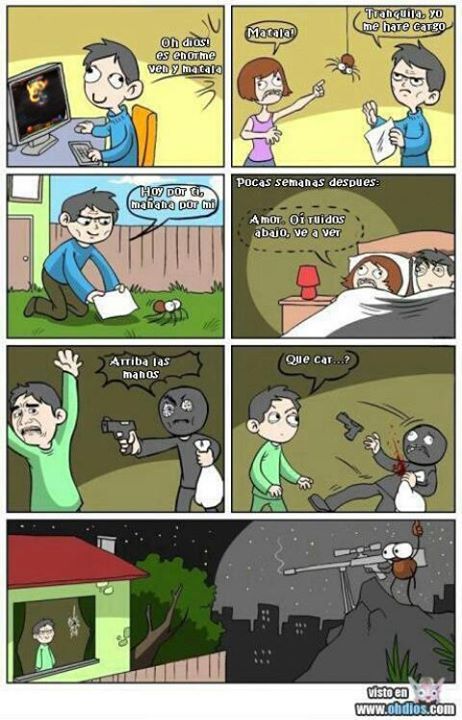 Oh dios!
es enorme
ven y matala
Matala!
Tranquila, yo
me hare cargo
Hoy por ti,
mañana por mi
Pocas semanas despues:
Amor. Oí ruidos
abajo, ve a ver
Arriba las
manos
Que car...?
visto en
www.ohdios.com